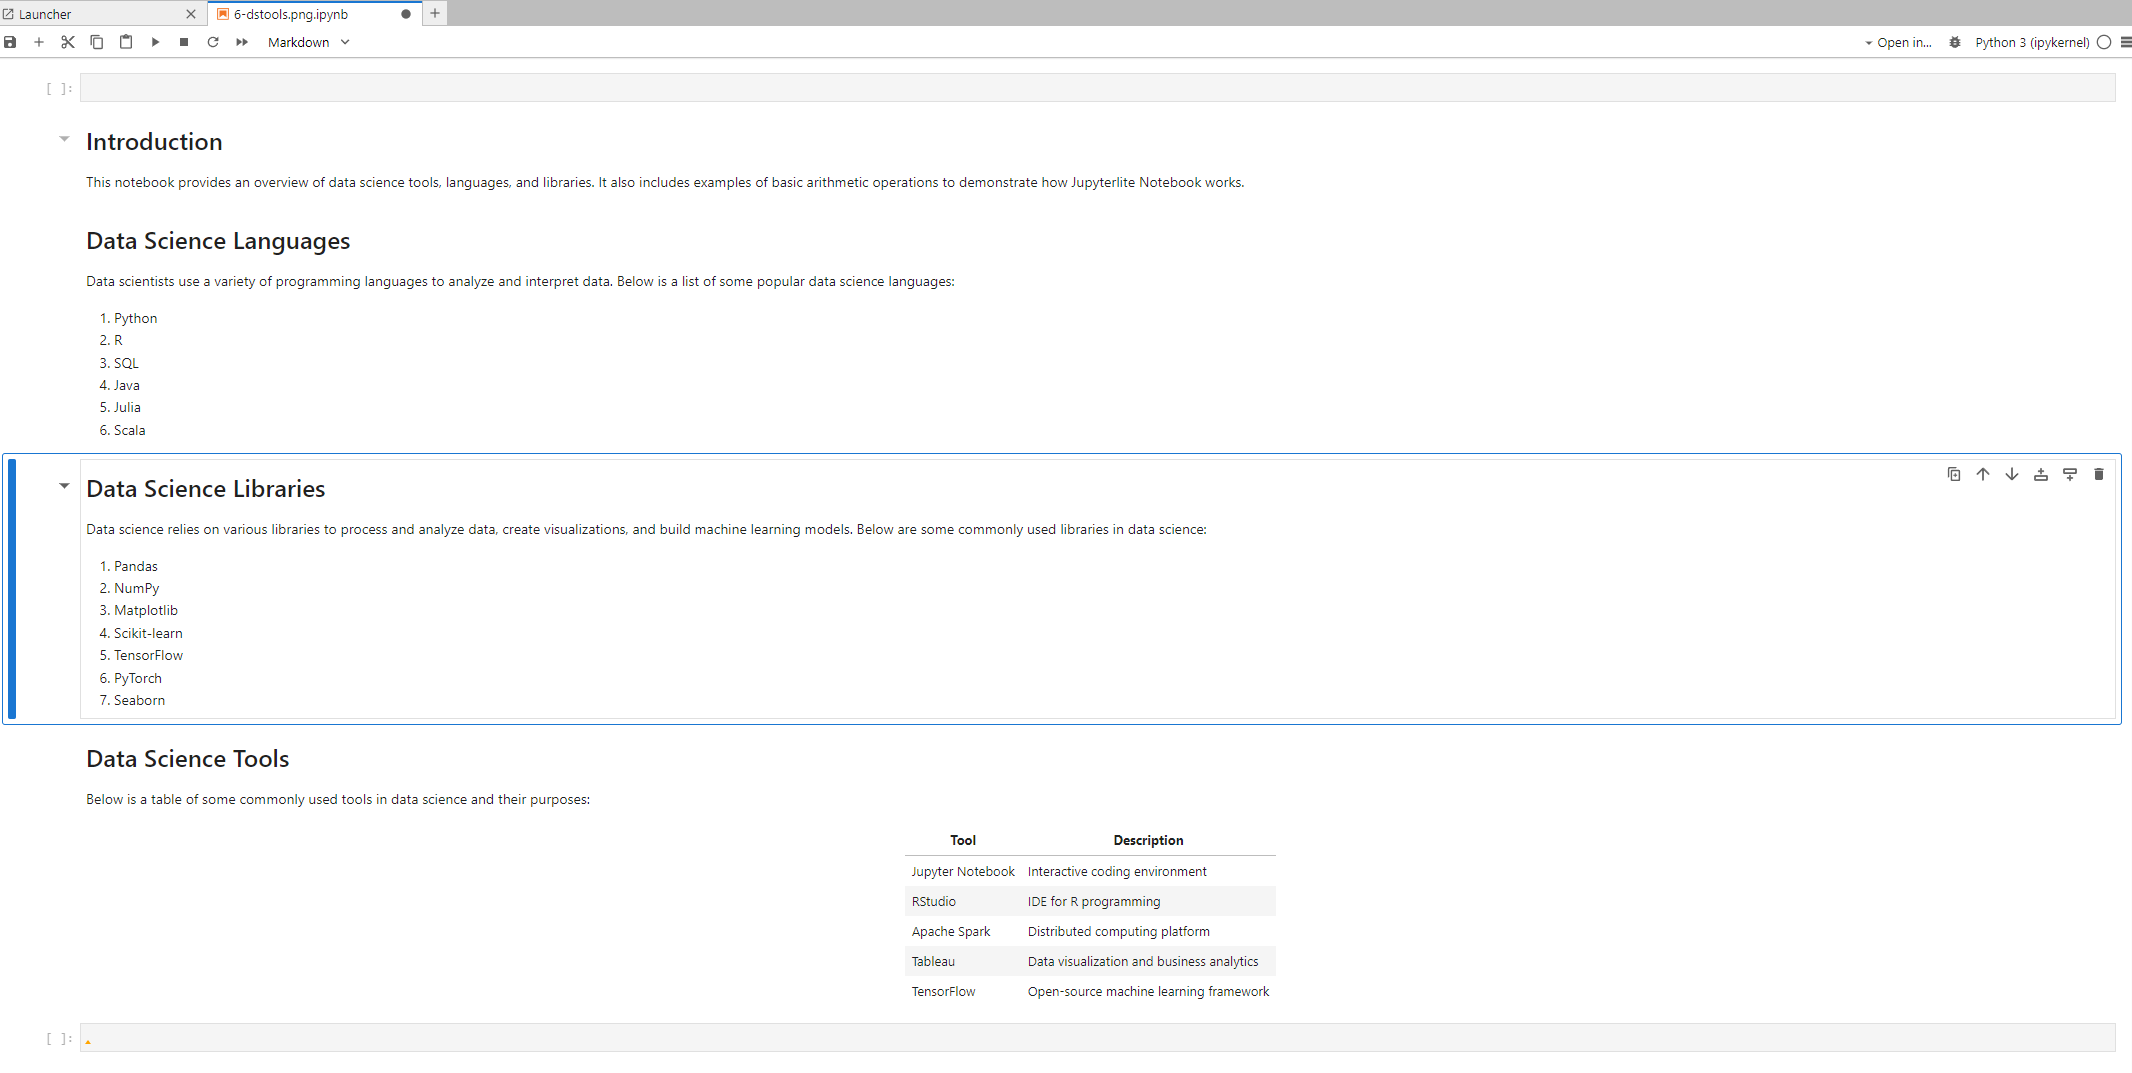 Launcher
6-dstools.png.ipynb
Markdown
Open in...
Python 3 (ipykernel)
[ ]:
Introduction
This notebook provides an overview of data science tools, languages, and libraries. It also includes examples of basic arithmetic operations to demonstrate how Jupyterlite Notebook works.
Data Science Languages
Data scientists use a variety of programming languages to analyze and interpret data. Below is a list of some popular data science languages:
1. Python
2. R
3. SQL
4. Java
5. Julia
6. Scala
Data Science Libraries
Data science relies on various libraries to process and analyze data, create visualizations, and build machine learning models. Below are some commonly used libraries in data science:
1. Pandas
2. NumPy
3. Matplotlib
4. Scikit-learn
5. TensorFlow
6. PyTorch
7. Seaborn
Data Science Tools
Below is a table of some commonly used tools in data science and their purposes:
Tool Description
Jupyter Notebook Interactive coding environment
RStudio IDE for R programming
Apache Spark Distributed computing platform
Tableau Data visualization and business analytics
TensorFlow Open-source machine learning framework
[ ]: